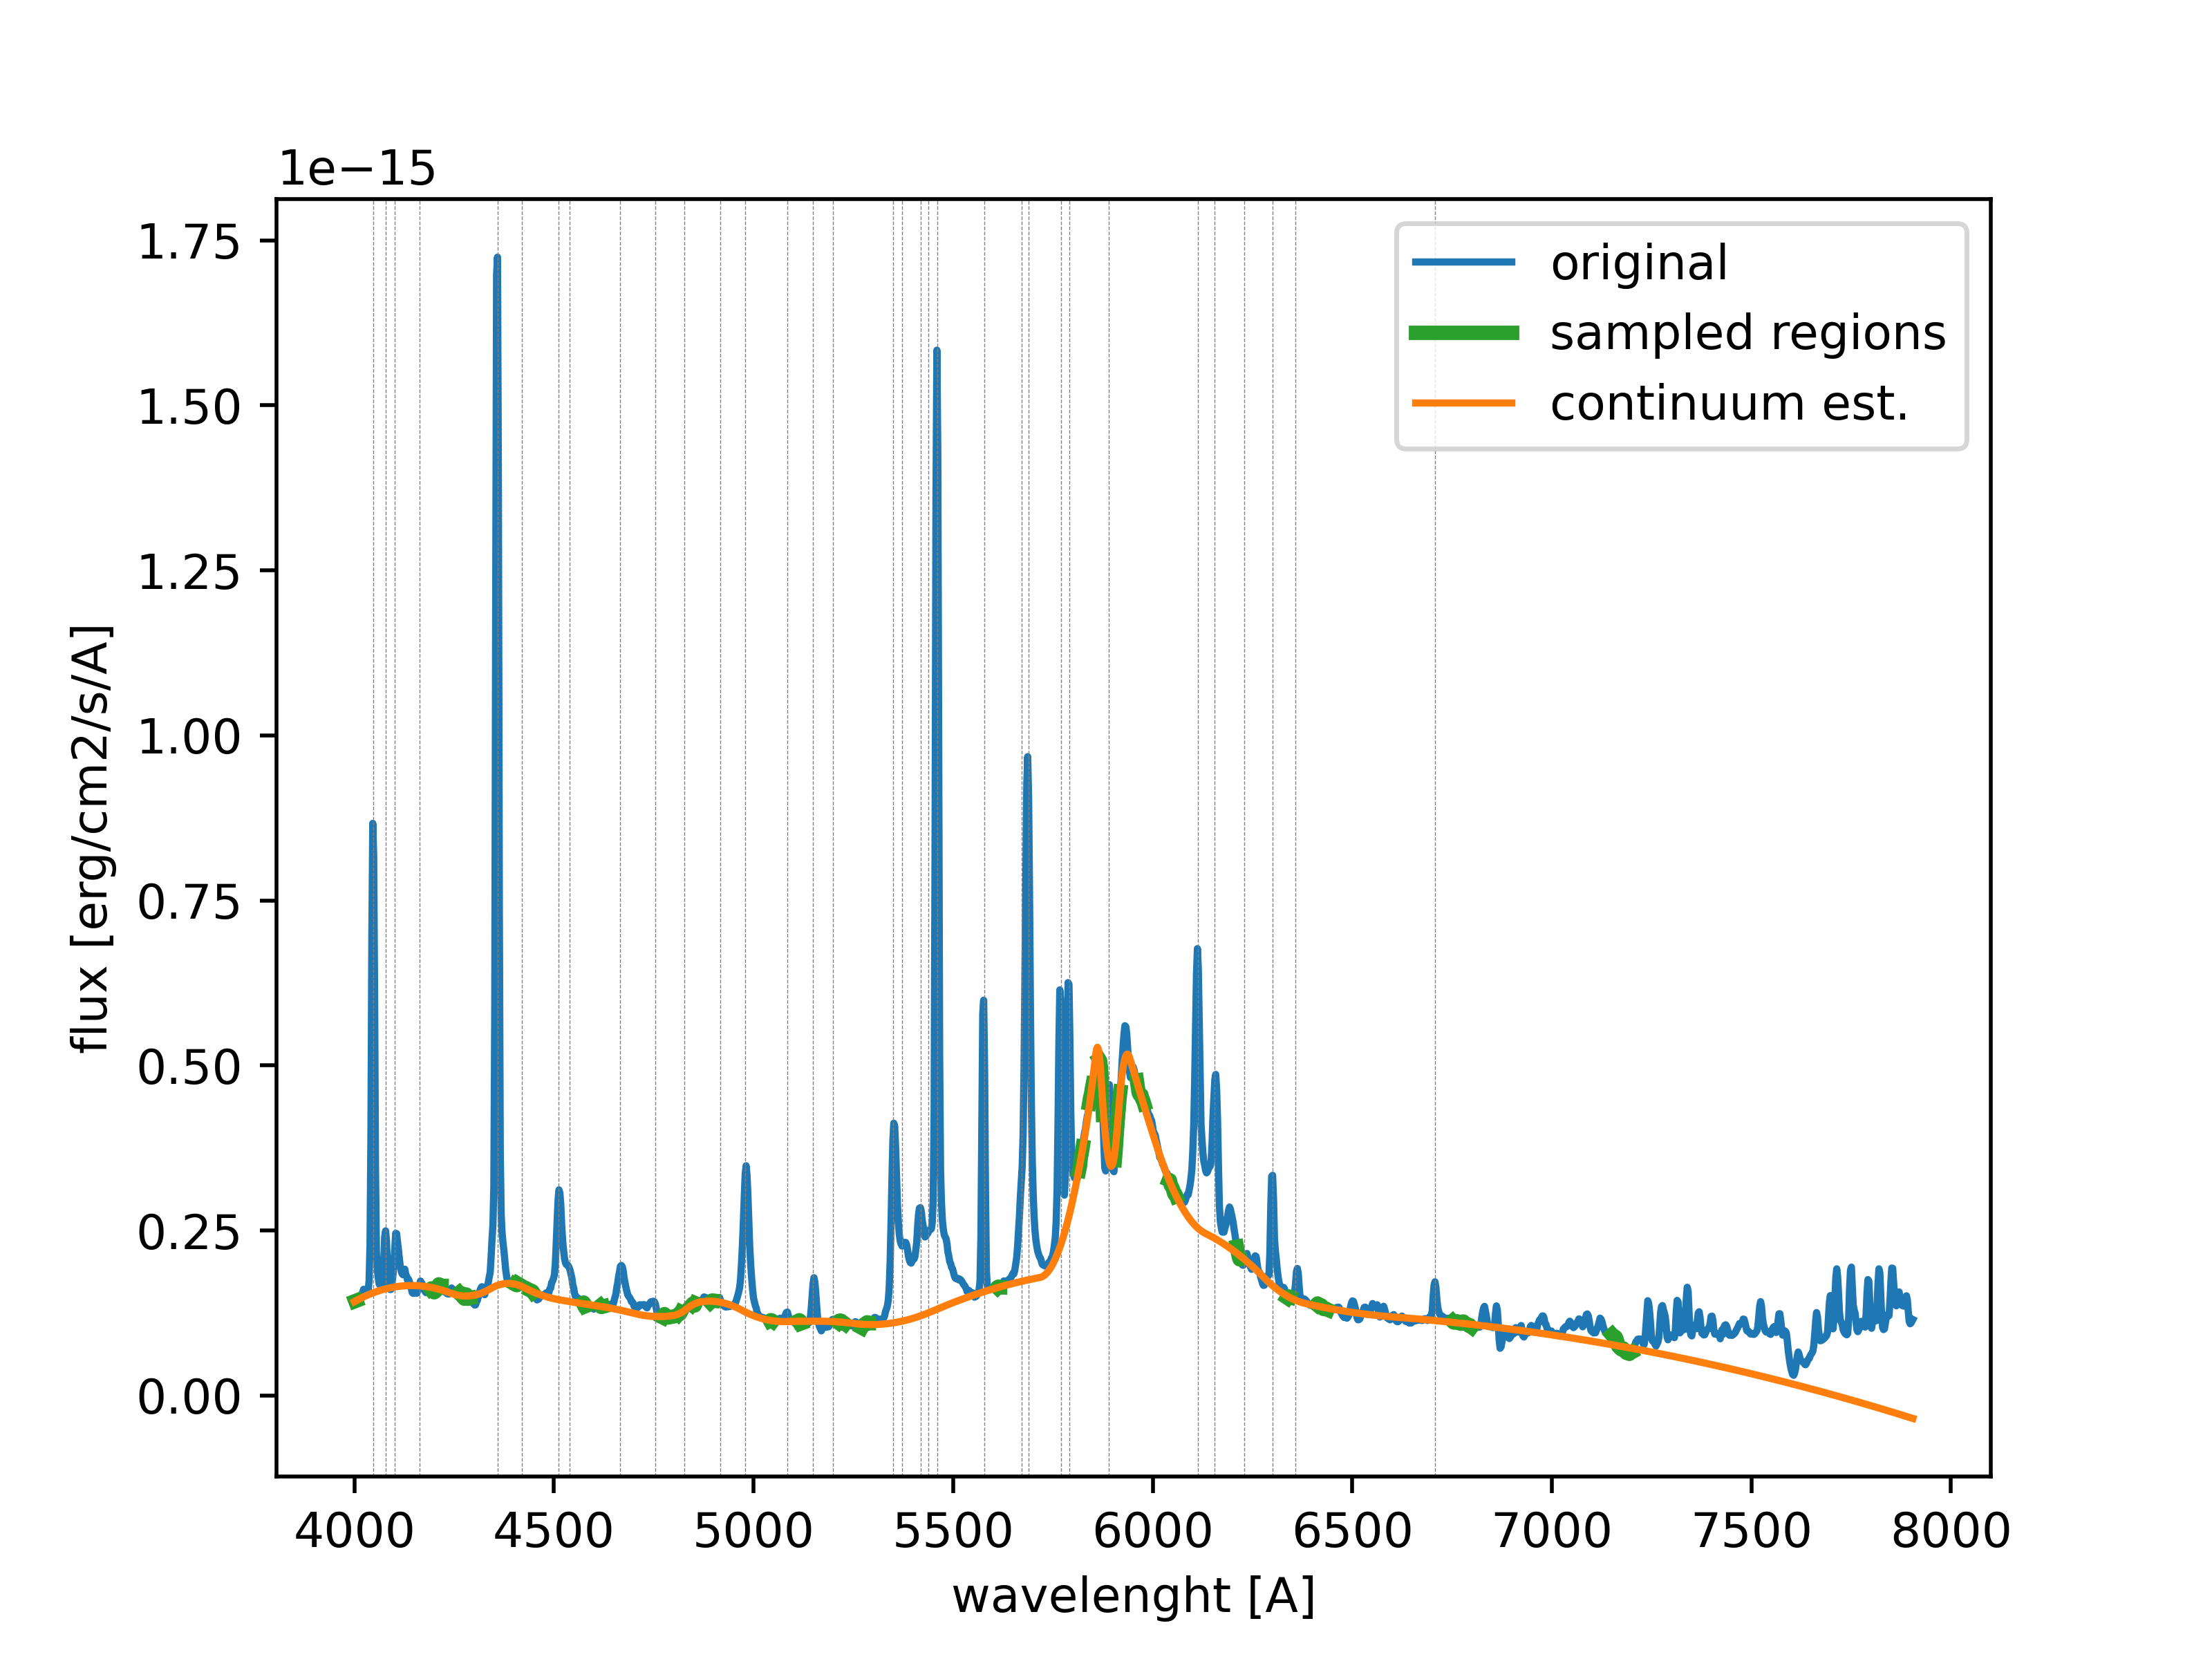 1e−15
1.75
1.50
1.25
1.00
0.75
0.50
0.25
0.00
flux [erg/cm2/s/A]
original
sampled regions
continuum est.
4000 4500 5000 5500 6000 6500 7000 7500 8000
wavelenght [A]